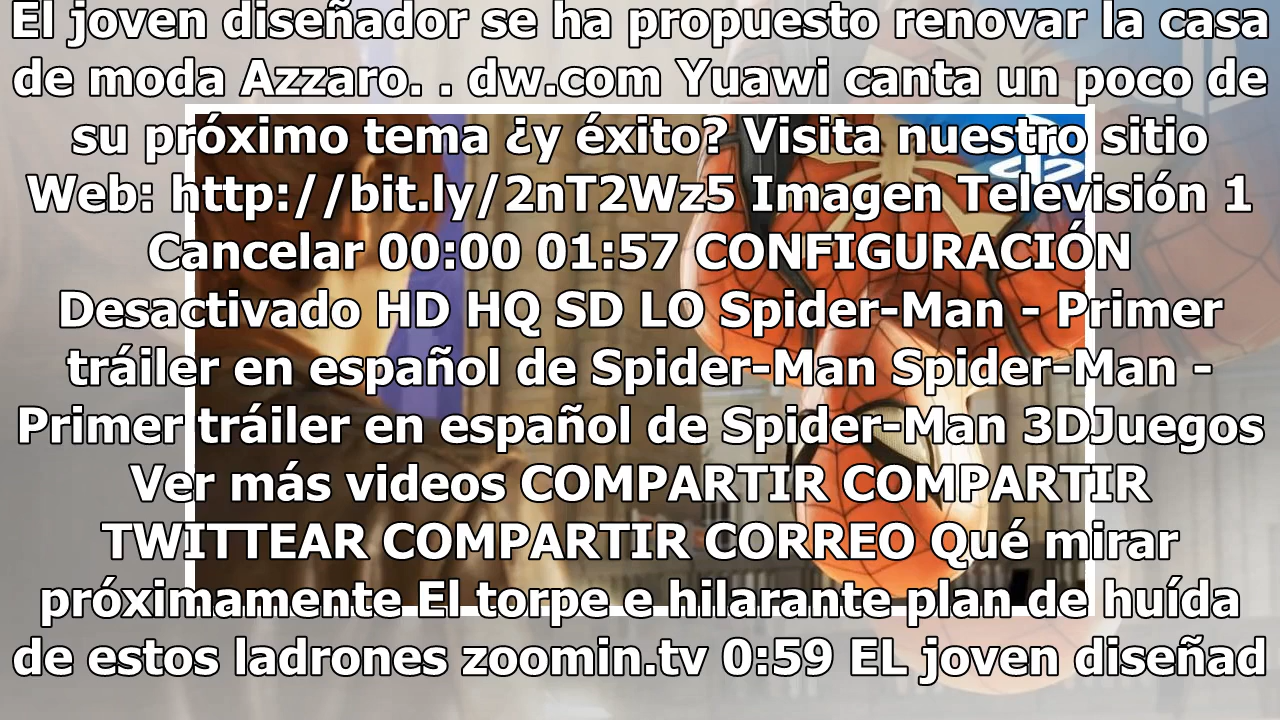 El joven diseñador se ha propuesto renovar la casa
de moda Azzaro. . dw.com Yuawi canta un poco de
su próximo tema ¿y éxito? Visita nuestro sitio
Web: http://bit.ly/2nT2Wz5 Imagen Televisión 1
Cancelar 00:00 01:57 CONFIGURACIÓN
Desactivado HD HQ SD LO Spider-Man - Primer
tráiler en español de Spider-Man Spider-Man -
Primer tráiler en español de Spider-Man 3DJuegos
Ver más videos COMPARTIR COMPARTIR
TWITTEAR COMPARTIR CORREO Qué mirar
próximamente El torpe e hilarante plan de huída
de estos ladrones zoomin.tv 0:59 EL joven diseñad